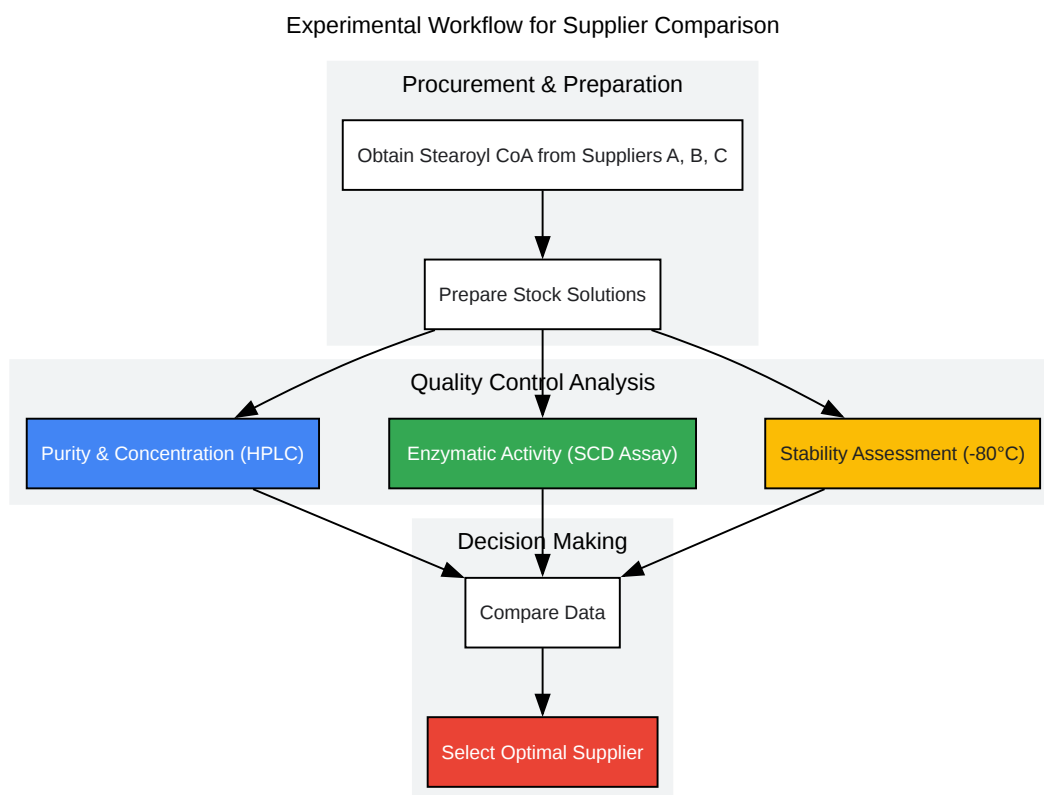 Experimental Workflow for Supplier Comparison
Procurement & Preparation
Obtain Stearoyl CoA from Suppliers A, B, C
Prepare Stock Solutions
Quality Control Analysis
Purity & Concentration (HPLC)
Enzymatic Activity (SCD Assay)
Stability Assessment (-80°C)
Decision Making
Compare Data
Select Optimal Supplier